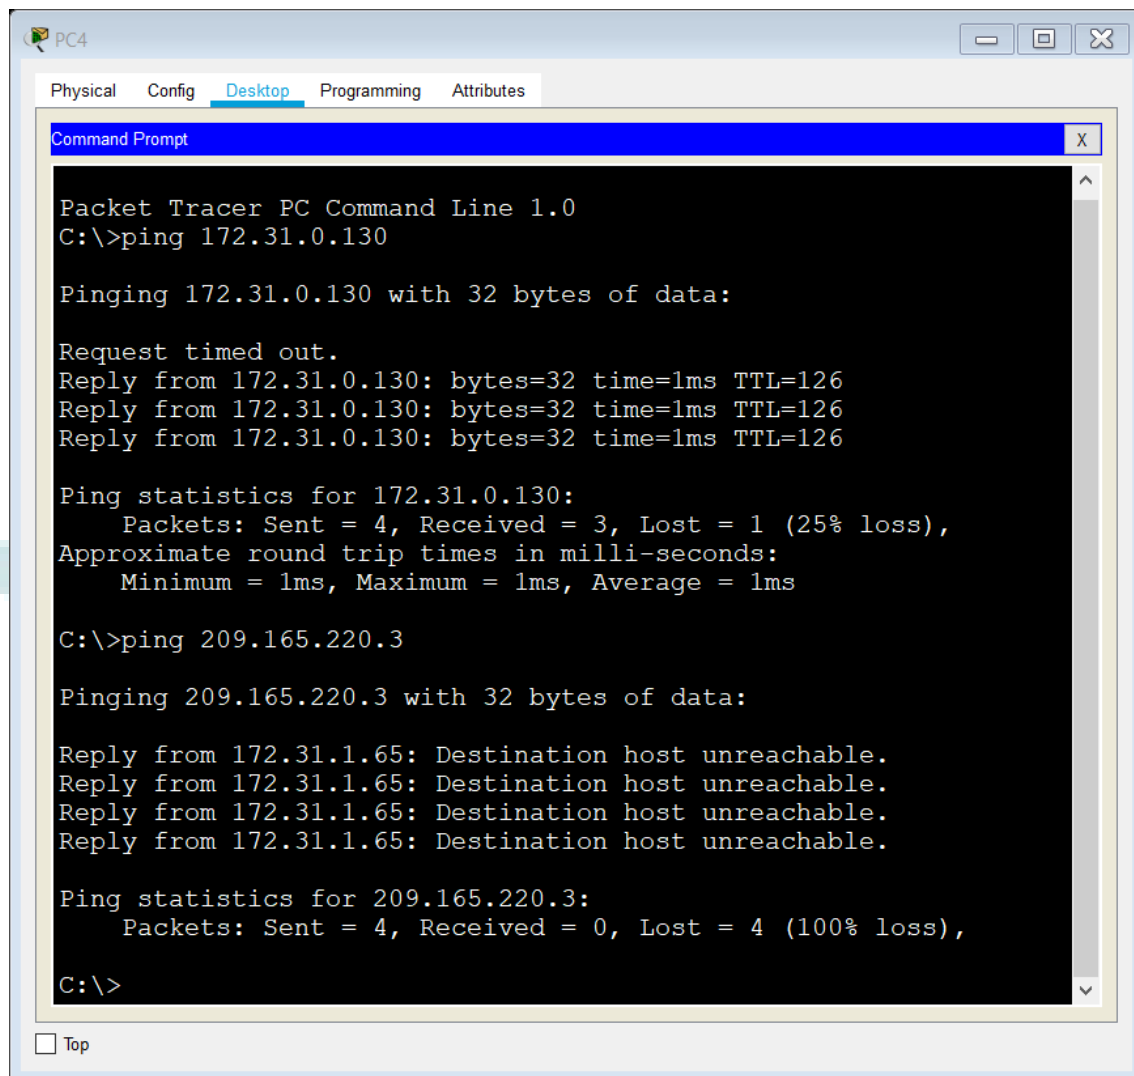 PC4
Physical Config Desktop Programming Attributes
Command Prompt
X
Packet Tracer PC Command Line 1.0
C:\>ping 172.31.0.130
Pinging 172.31.0.130 with 32 bytes of data:
Request timed out.
Reply from 172.31.0.130: bytes=32 time=1ms TTL=126
Reply from 172.31.0.130: bytes=32 time=1ms TTL=126
Reply from 172.31.0.130: bytes=32 time=1ms TTL=126
Ping statistics for 172.31.0.130:
Packets: Sent = 4, Received = 3, Lost = 1 (25% loss),
Approximate round trip times in milli-seconds:
Minimum = 1ms, Maximum = 1ms, Average = 1ms
C:\>ping 209.165.220.3
Pinging 209.165.220.3 with 32 bytes of data:
Reply from 172.31.1.65: Destination host unreachable.
Reply from 172.31.1.65: Destination host unreachable.
Reply from 172.31.1.65: Destination host unreachable.
Reply from 172.31.1.65: Destination host unreachable.
Ping statistics for 209.165.220.3:
Packets: Sent = 4, Received = 0, Lost = 4 (100% loss),
C:\>
Top